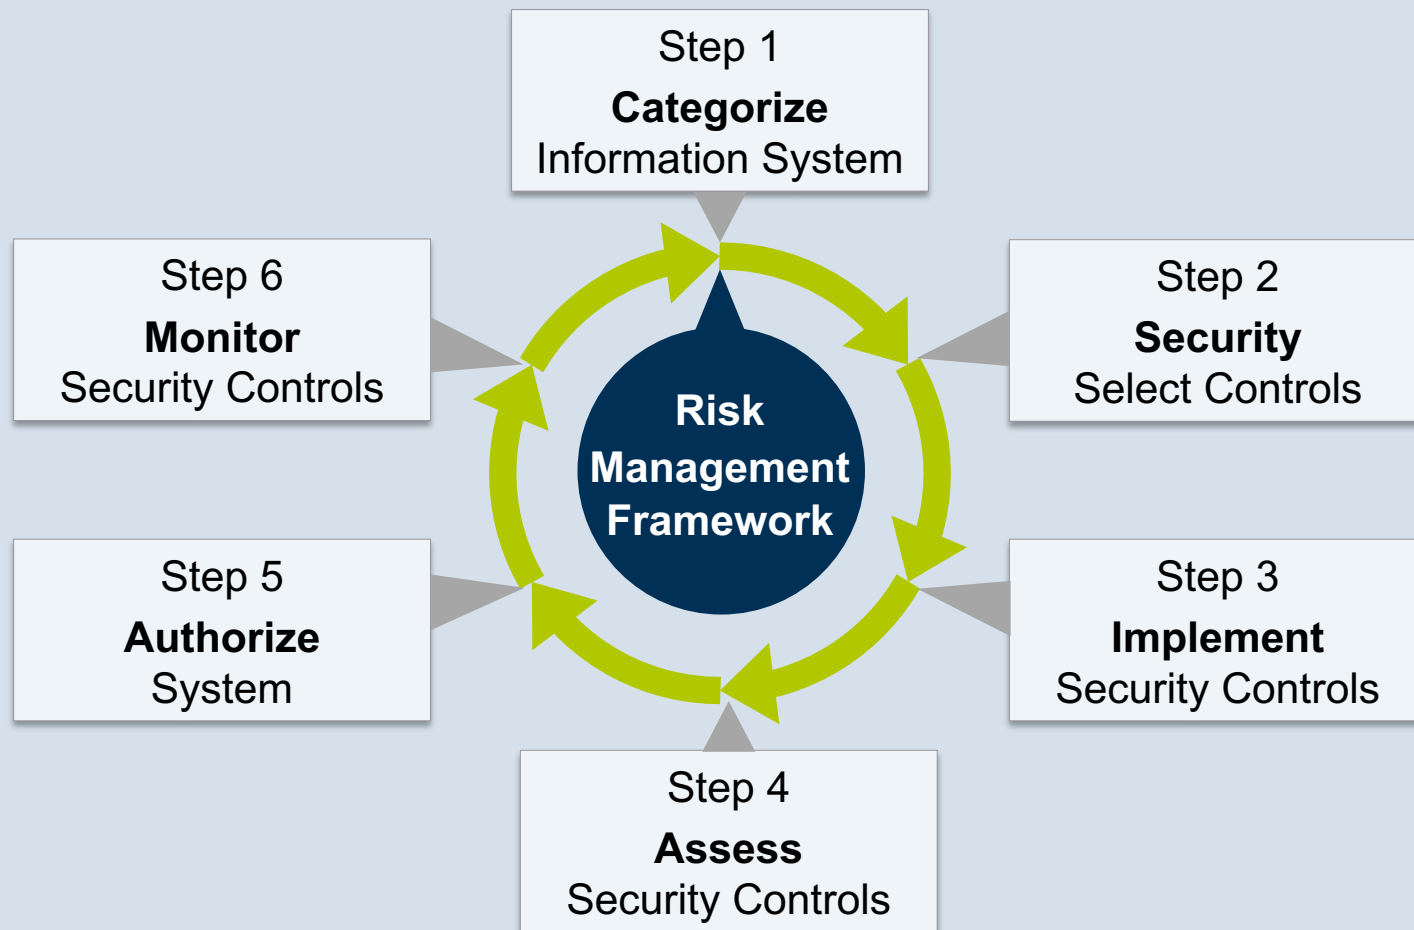 Step 1
Categorize
Information System
Step 2
Security
Select Controls
Step 3
Implement
Security Controls
Step 4
Assess
Security Controls
Step 5
Authorize
System
Step 6
Monitor
Security Controls
Risk
Management
Framework